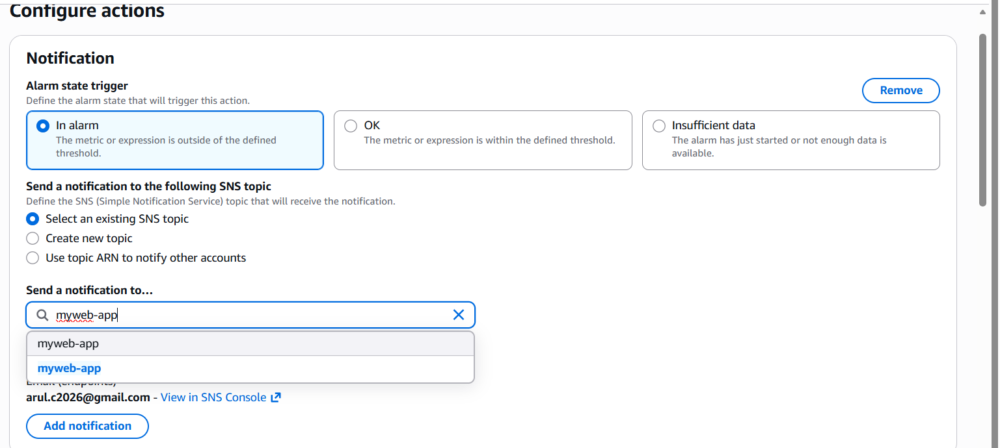 Configure actions
Notification
Alarm state trigger
Define the alarm state that will trigger this action.
Remove
In alarm
The metric or expression is outside of the defined
threshold.
OK
The metric or expression is within the defined threshold.
Insufficient data
The alarm has just started or not enough data is
available.
Send a notification to the following SNS topic
Define the SNS (Simple Notification Service) topic that will receive the notification.
Select an existing SNS topic
Create new topic
Use topic ARN to notify other accounts
Send a notification to…
myweb-app
myweb-app
myweb-app
Email (endpoints)
arul.c2026@gmail.com - View in SNS Console
Add notification